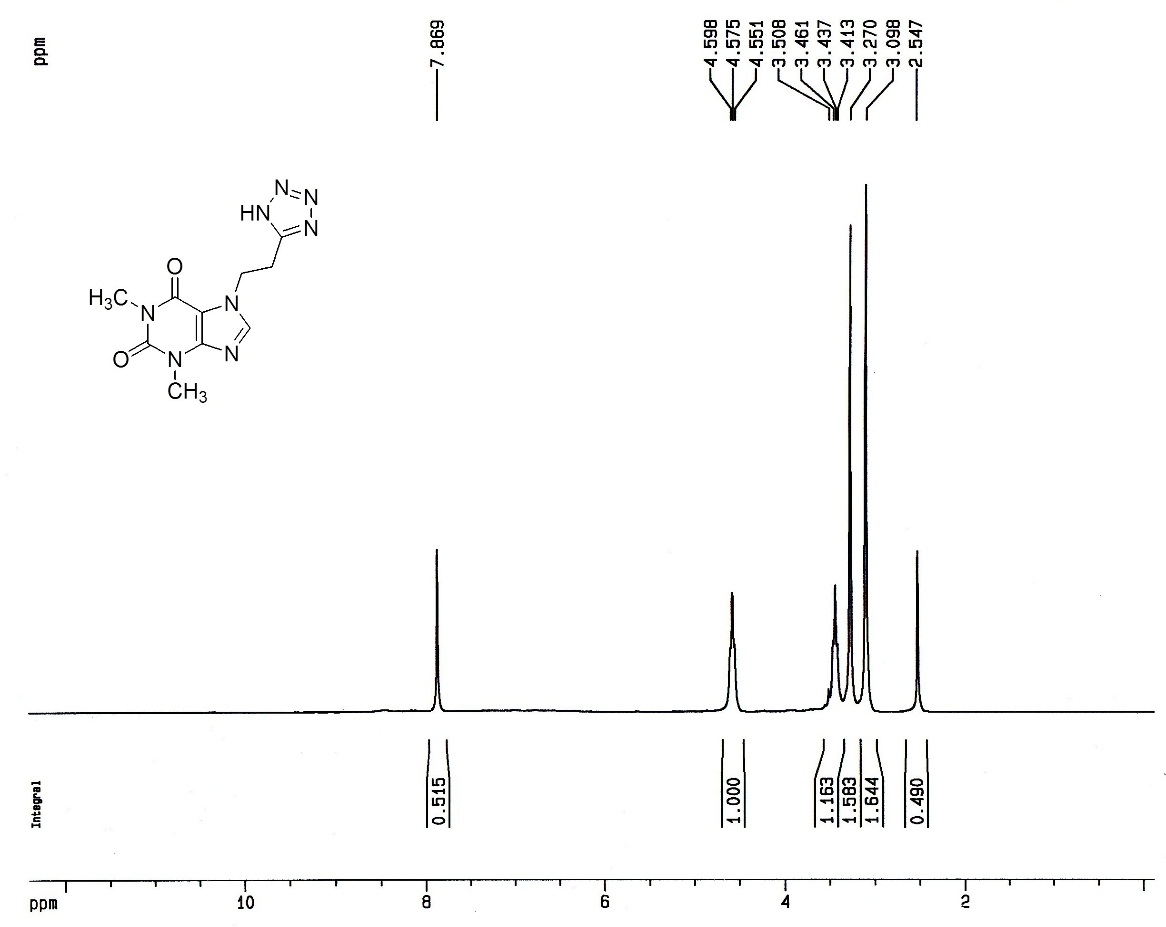 ppm
7.869
4.598
4.575
4.551
3.508
3.461
3.437
3.413
3.270
3.098
2.547
N
N
HN
N
O
H3C
N
N
O
N
N
CH3
Integral
0.515
1.000
1.163
1.583
1.644
0.490
ppm
10
8
6
4
2